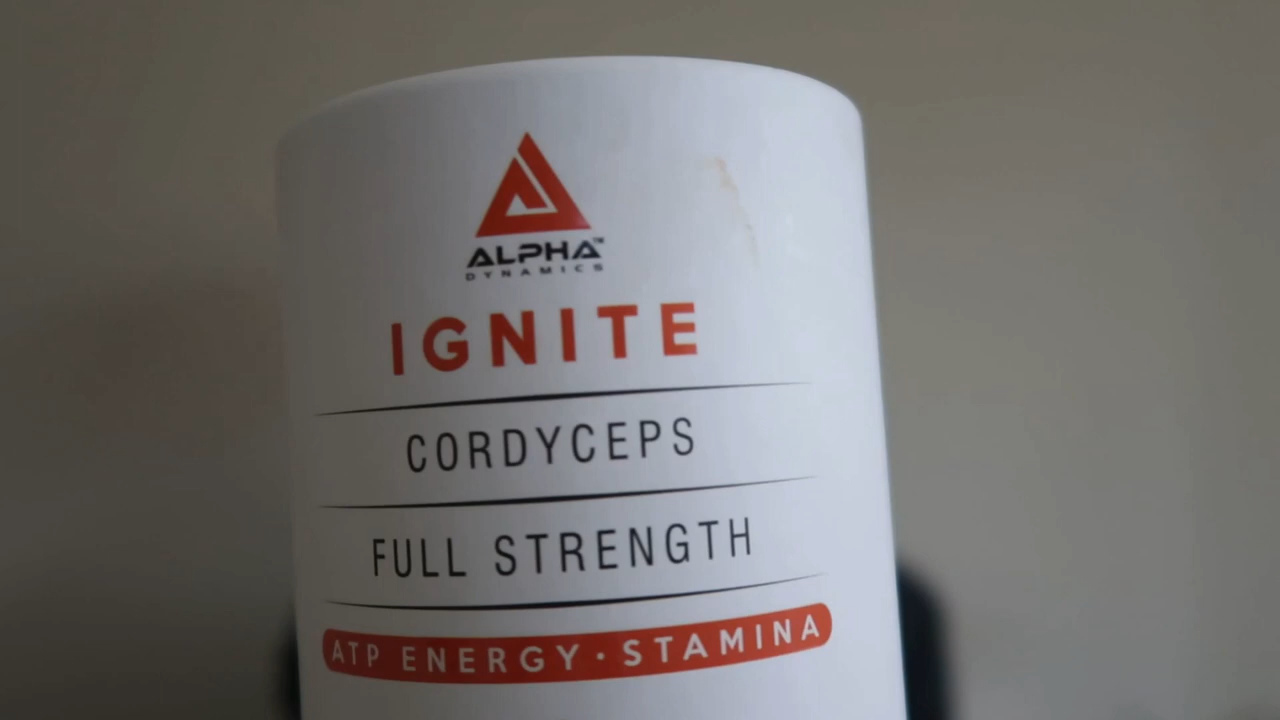 ALPHA™
DYNAMICS
IGNITE
CORDYCEPS
FULL STRENGTH
ATP ENERGY · STAMINA